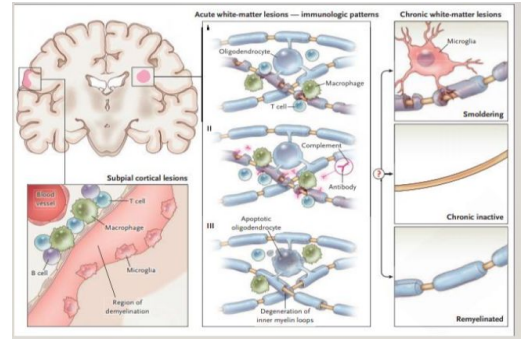 Acute white-matter lesions — immunologic patterns
Chronic white-matter lesions
I
Oligodendrocyte
Macrophage
T cell
Microglia
Smoldering
II
Complement
Antibody
?
Chronic inactive
Subpial cortical lesions
Blood
vessel
T cell
Macrophage
B cell
Microglia
Region of
demyelination
III
Apoptotic
oligodendrocyte
Degeneration of
inner myelin loops
Remyelinated